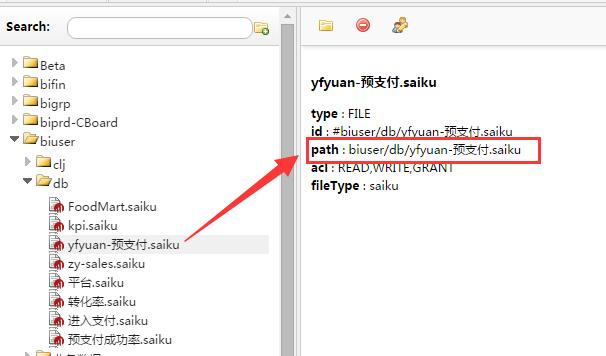 Search:
Beta
bifin
bigrp
biprd-CBoard
biuser
clj
db
FoodMart.saiku
kpi.saiku
yfyuan-预支付.saiku
zy-sales.saiku
平台.saiku
转化率.saiku
进入支付.saiku
预支付成功率.saiku
yfyuan-预支付.saiku
type : FILE
id : #biuser/db/yfyuan-预支付.saiku
path : biuser/db/yfyuan-预支付.saiku
acl : READ,WRITE,GRANT
fileType : saiku